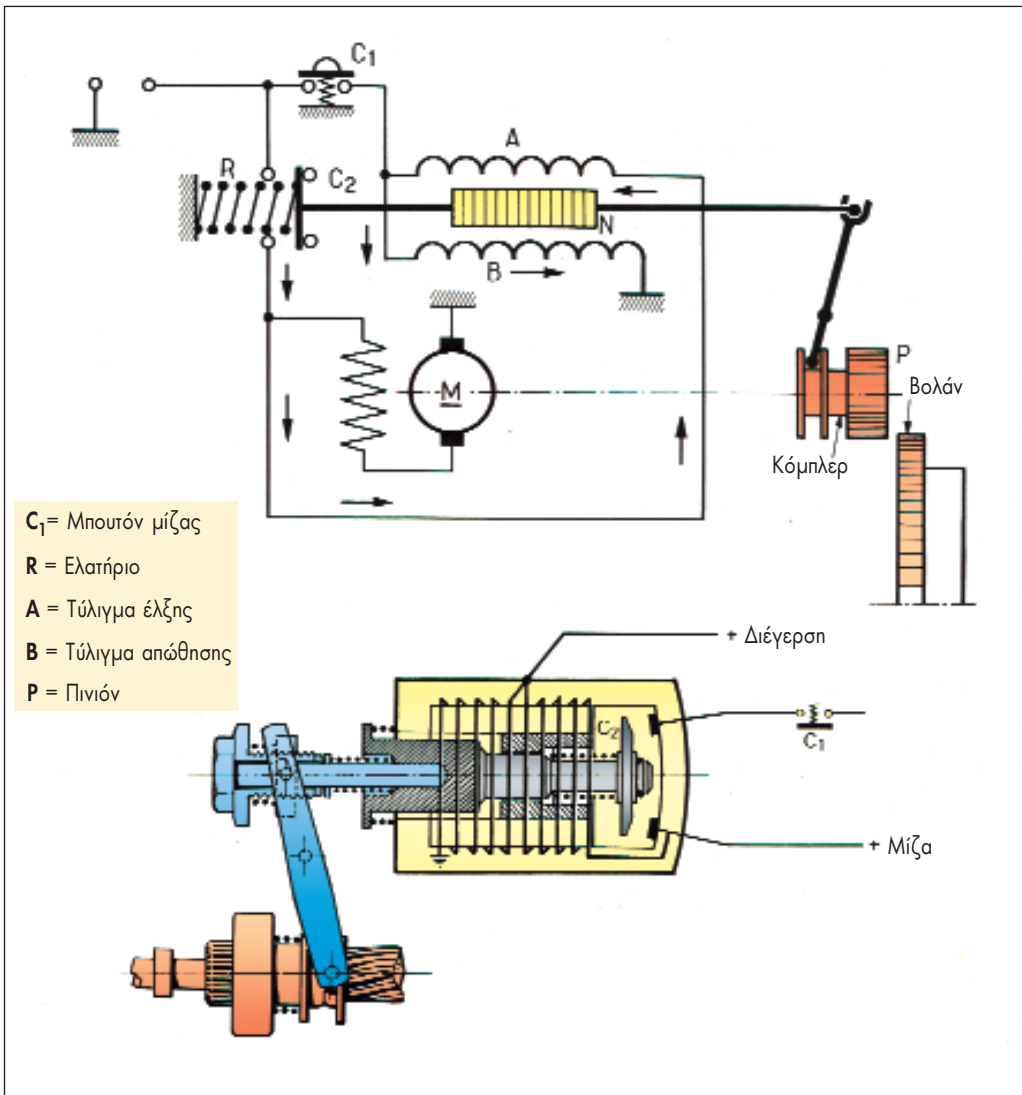 C1
A
R
C2
N
B
M
P
Βολάν
Κόμπλερ
C1= Μπουτόν μίζας
R = Ελατήριο
A = Τύλιγμα έλξης
B = Τύλιγμα απώθησης
P = Πινιόν
+ Διέγερση
C2
C1
+ Μίζα